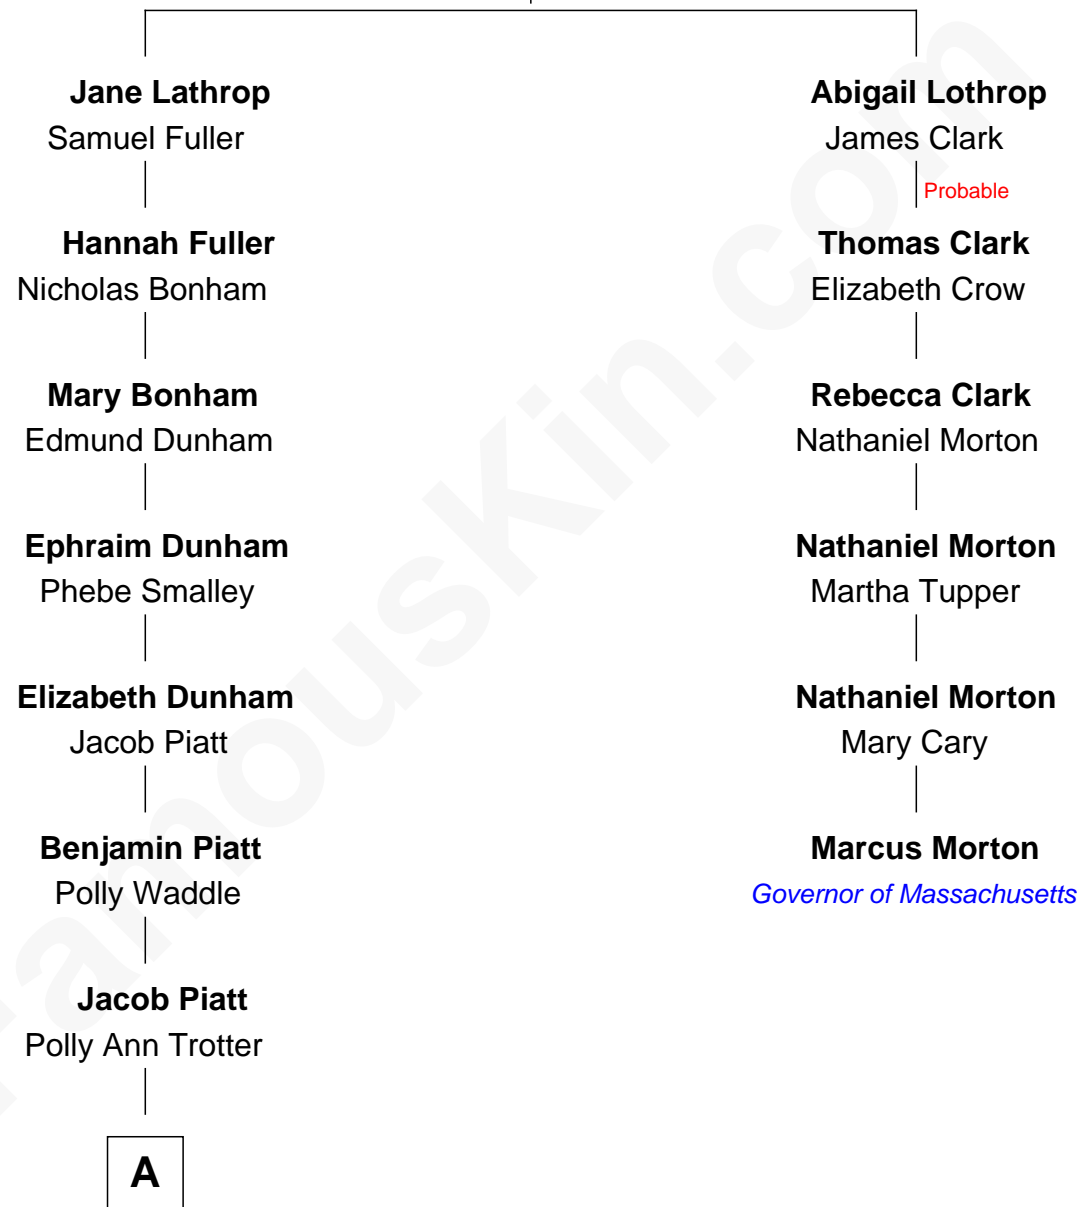 Jane Lathrop
Samuel Fuller
Hannah Fuller
Nicholas Bonham
Mary Bonham
Edmund Dunham
Ephraim Dunham
Phebe Smalley
Elizabeth Dunham
Jacob Piatt
Benjamin Piatt
Polly Waddle
Jacob Piatt
Polly Ann Trotter
A
Abigail Lothrop
James Clark
Probable
Thomas Clark
Elizabeth Crow
Rebecca Clark
Nathaniel Morton
Nathaniel Morton
Martha Tupper
Nathaniel Morton
Mary Cary
Marcus Morton
Governor of Massachusetts
FamousKin.com